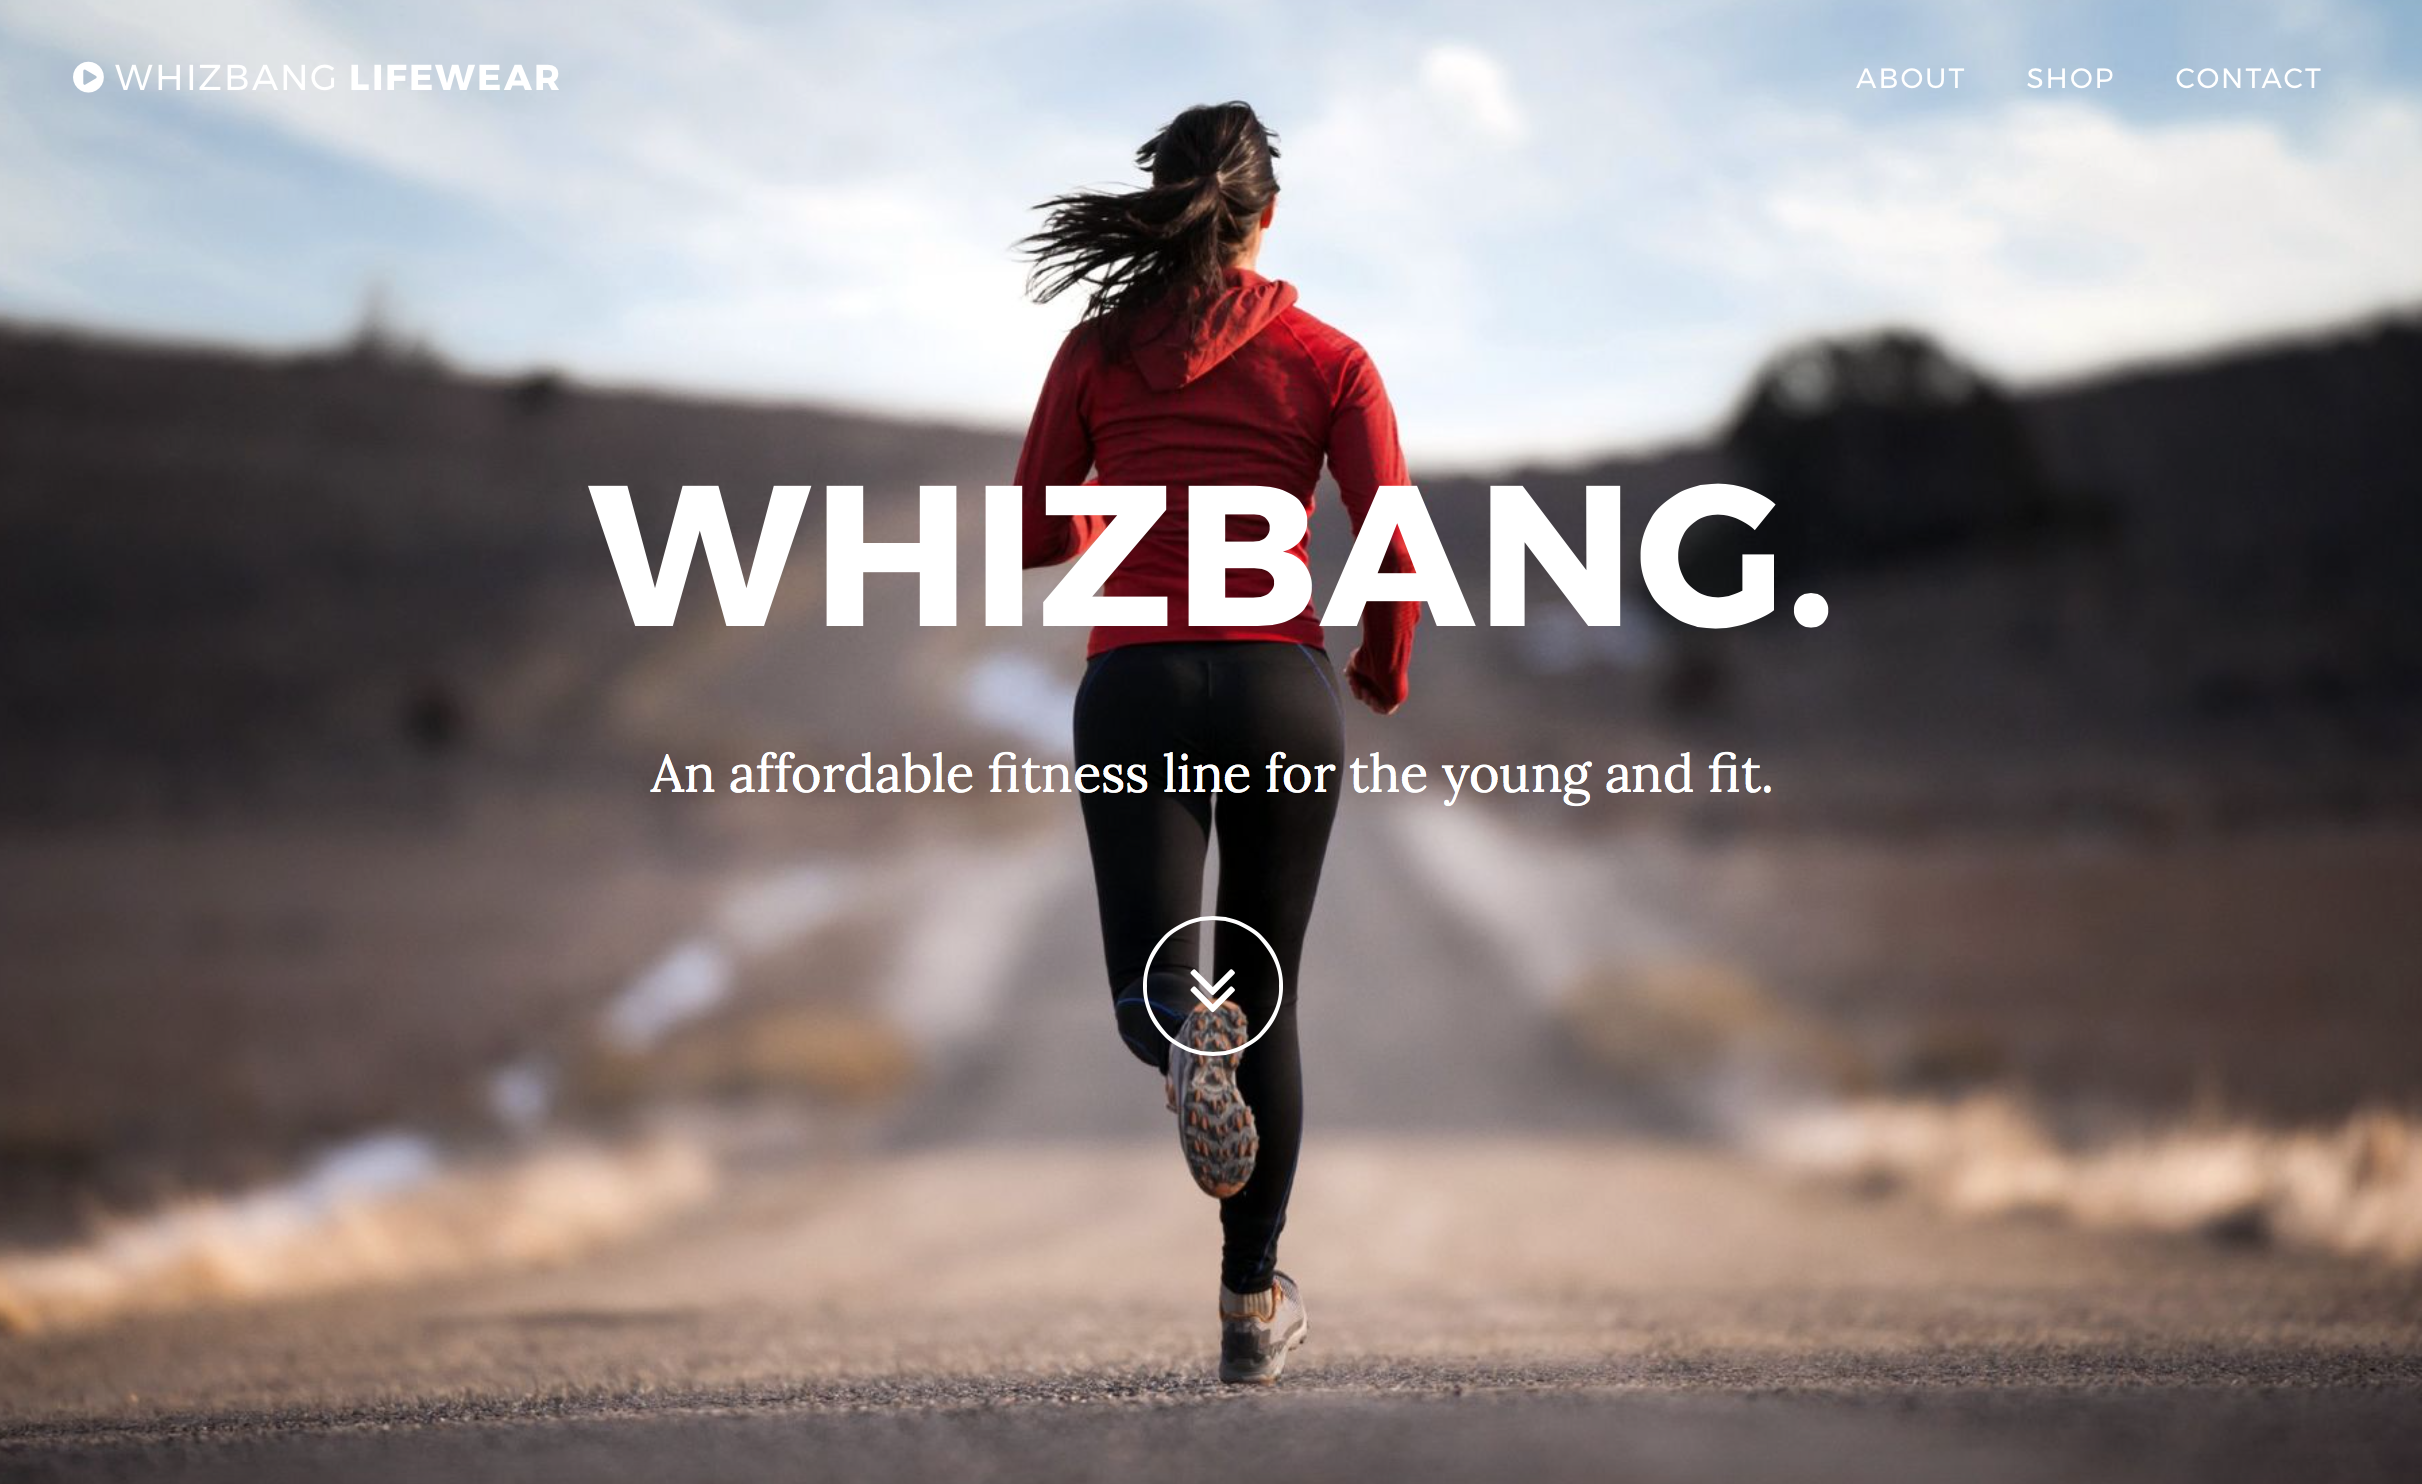 WHIZBANG LIFEWEAR
ABOUT SHOP CONTACT
WHIZBANG.
An affordable fitness line for the young and fit.